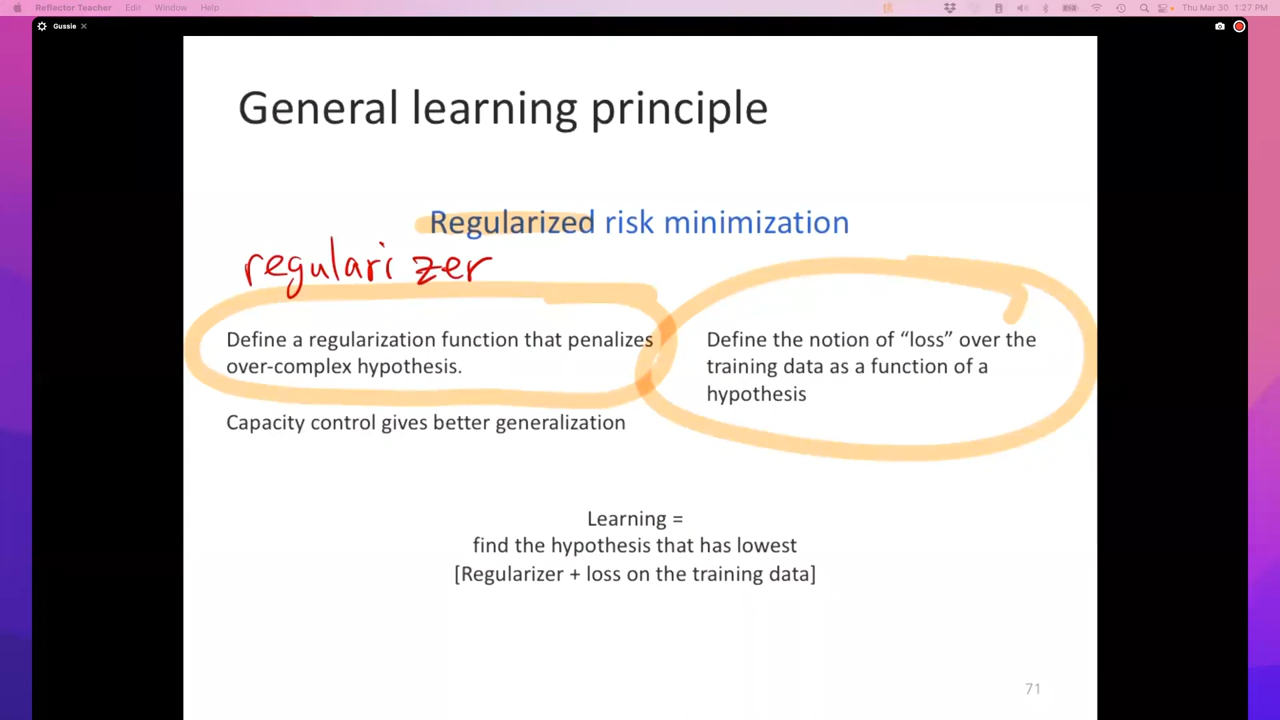 Reflector Teacher Edit Window Help Thu Mar 30 1:27 PM
Gussie
General learning principle
Regularized risk minimization
regularizer
Define a regularization function that penalizes
over-complex hypothesis.
Capacity control gives better generalization
Define the notion of “loss” over the
training data as a function of a
hypothesis
Learning =
find the hypothesis that has lowest
[Regularizer + loss on the training data]
71